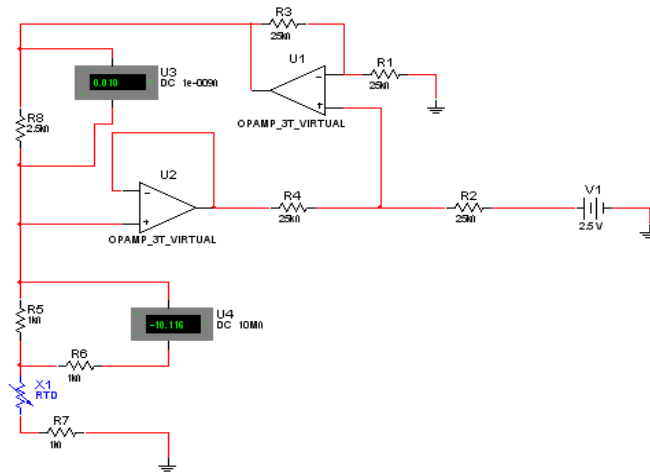 R3
25kΩ
U1
R1
25kΩ
OPAMP_3T_VIRTUAL
U3
0.010
DC 1e-009Ω
R8
2.5kΩ
U2
OPAMP_3T_VIRTUAL
R4
25kΩ
R2
25kΩ
V1
2.5 V
R5
1kΩ
U4
-10.116
DC 10MΩ
R6
1kΩ
X1
RTD
R7
1kΩ